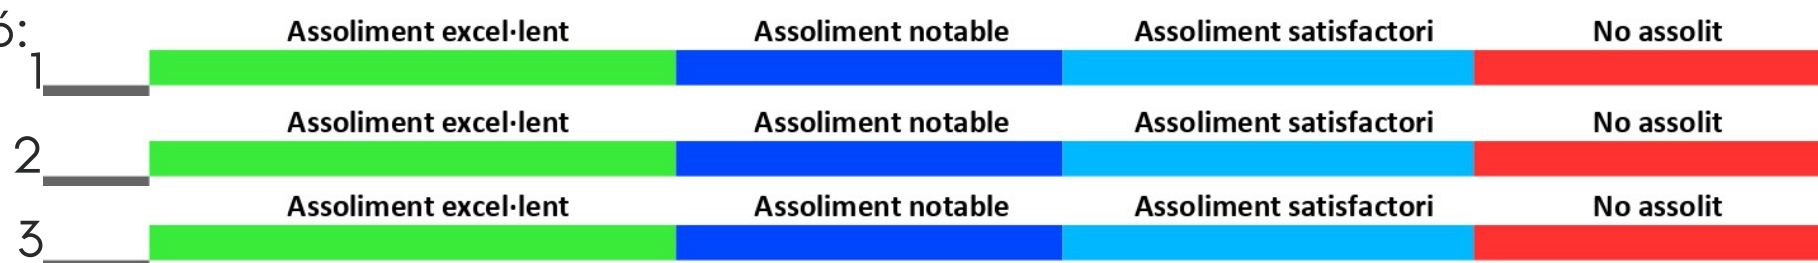 ó:
Assoliment excel·lent Assoliment notable Assoliment satisfactori No assolit
1
Assoliment excel·lent Assoliment notable Assoliment satisfactori No assolit
2
Assoliment excel·lent Assoliment notable Assoliment satisfactori No assolit
3